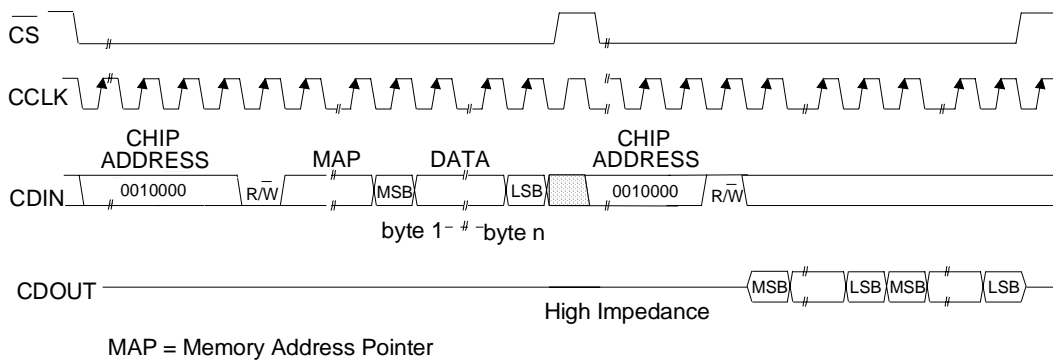 CS
CCLK
CHIP ADDRESS
MAP
DATA
CHIP ADDRESS
CDIN
0010000
R/W
MSB
LSB
0010000
R/W
byte 1
byte n
CDOUT
MSB
LSB
MSB
LSB
High Impedance
MAP = Memory Address Pointer